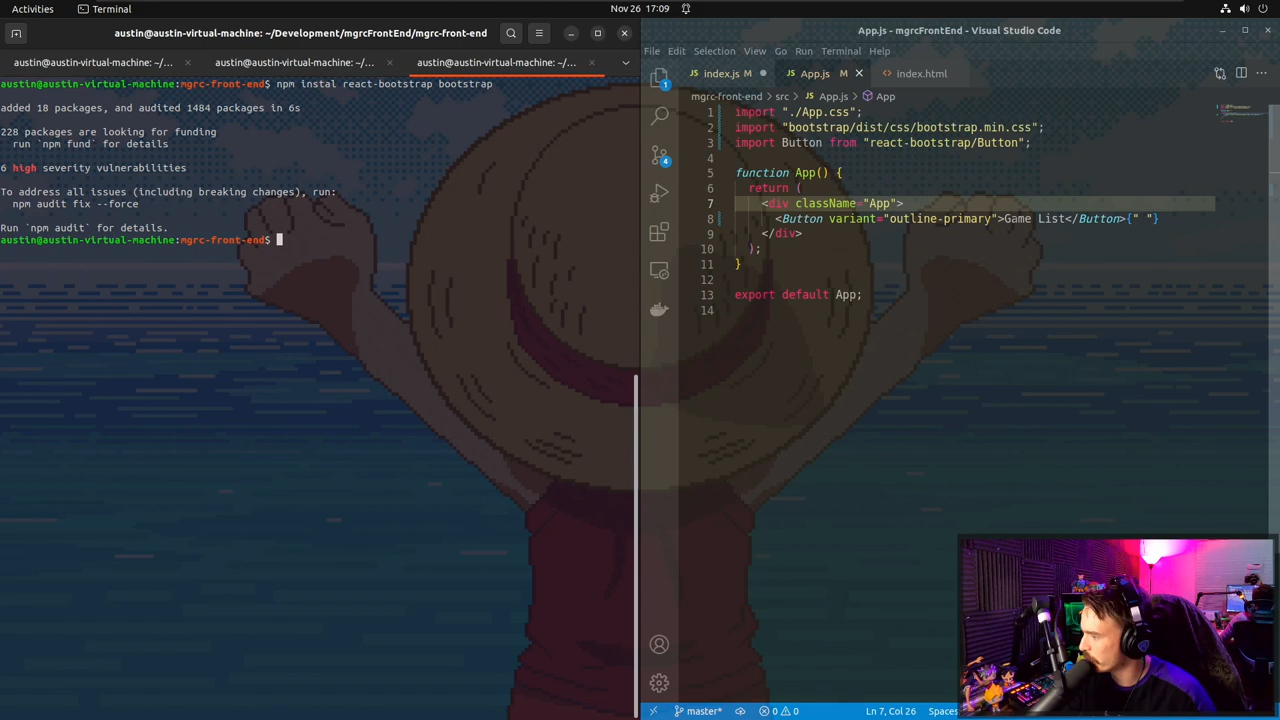 Activities
Terminal
Nov 26 17:09
austin@austin-virtual-machine: ~/Development/mgrcFrontEnd/mgrc-front-end
austin@austin-virtual-machine: ~/...
austin@austin-virtual-machine: ~/...
austin@austin-virtual-machine: ~/...
austin@austin-virtual-machine:mgrc-front-end$ npm instal react-bootstrap bootstrap
added 18 packages, and audited 1484 packages in 6s
228 packages are looking for funding
run `npm fund` for details
6 high severity vulnerabilities
To address all issues (including breaking changes), run:
npm audit fix --force
Run `npm audit` for details.
austin@austin-virtual-machine:mgrc-front-end$
App.js - mgrcFrontEnd - Visual Studio Code
File Edit Selection View Go Run Terminal Help
index.js
App.js M
index.html
mgrc-front-end > src > App.js > App
1 import "./App.css";
2 import "bootstrap/dist/css/bootstrap.min.css";
3 import Button from "react-bootstrap/Button";
4
5 function App() {
6 return (
7 <div className="App">
8 <Button variant="outline-primary">Game List</Button>{" "}
9 </div>
10 );
11 }
12
13 export default App;
14
1
4
master*
0 0
Ln 7, Col 26
Spaces